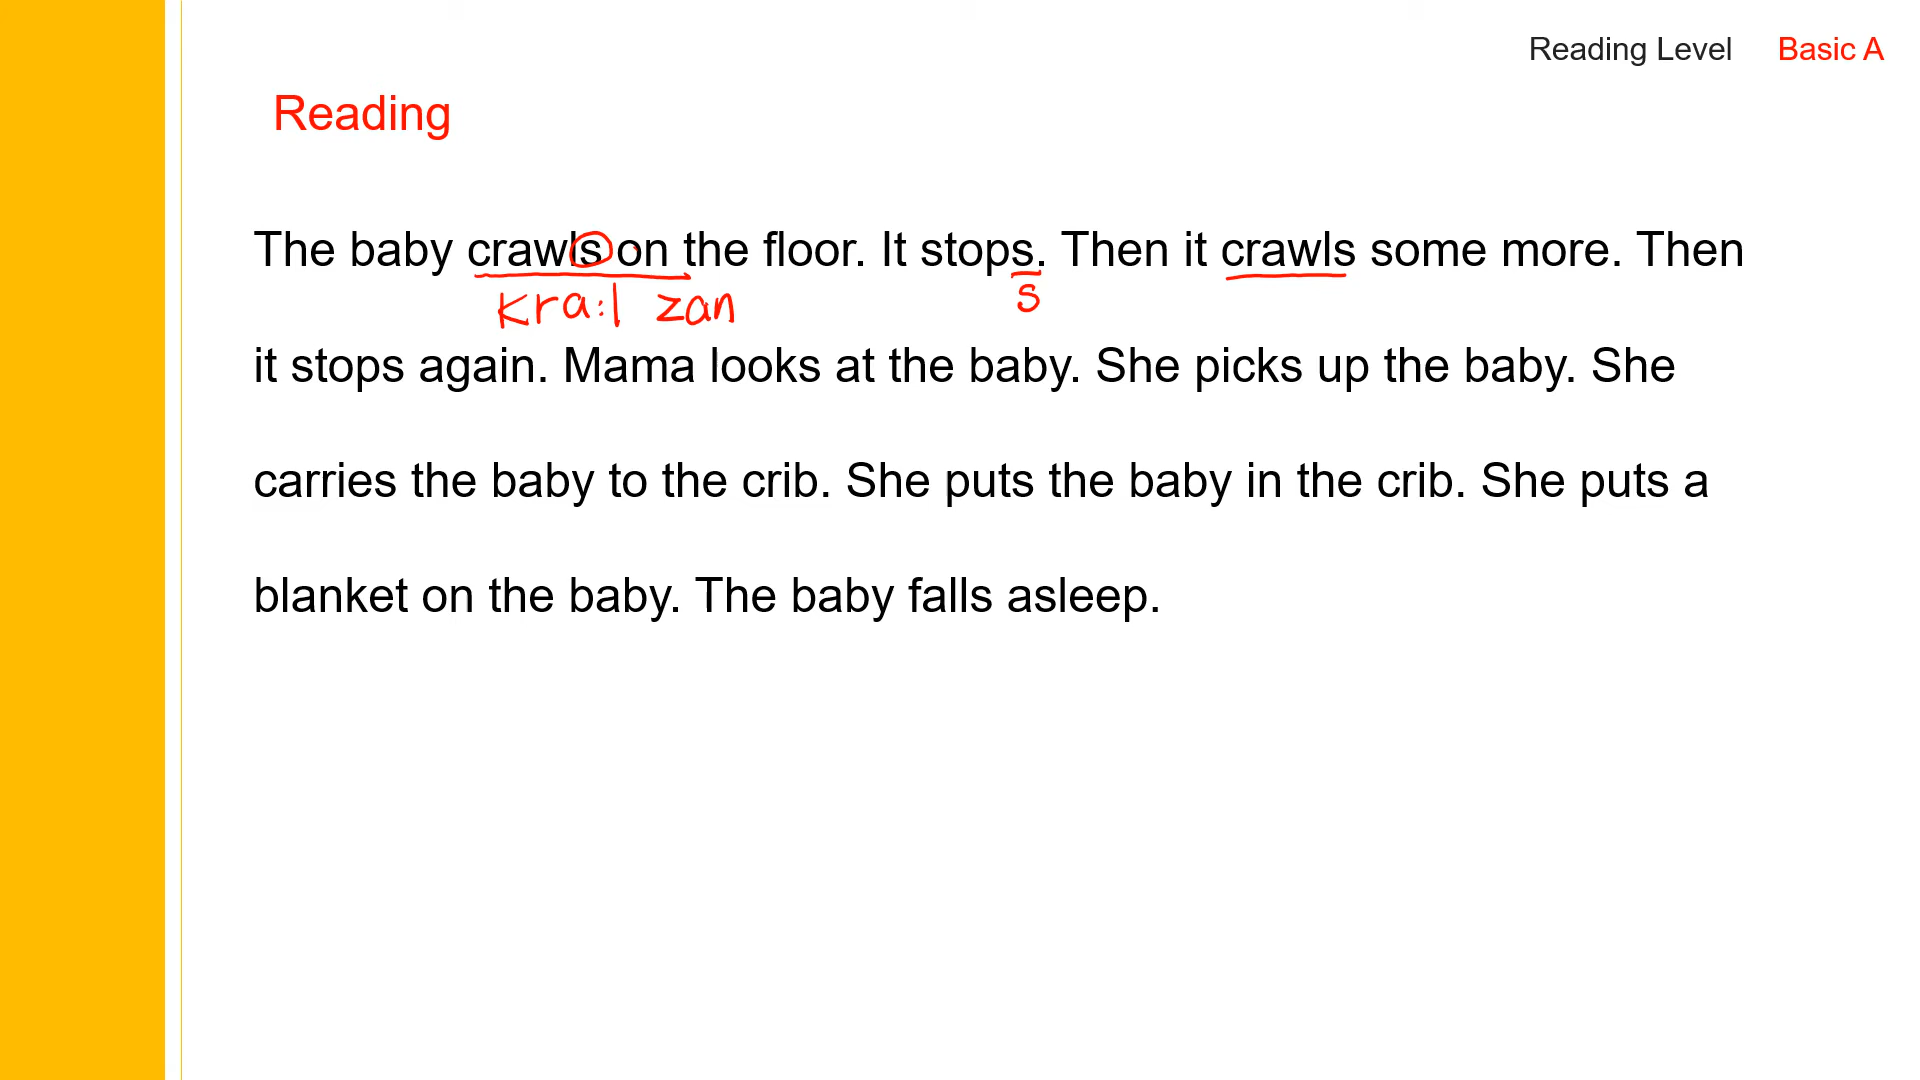 Reading Level Basic A
Reading
The baby crawls on the floor. It stops. Then it crawls some more. Then
kra:l zan s
it stops again. Mama looks at the baby. She picks up the baby. She
carries the baby to the crib. She puts the baby in the crib. She puts a
blanket on the baby. The baby falls asleep.